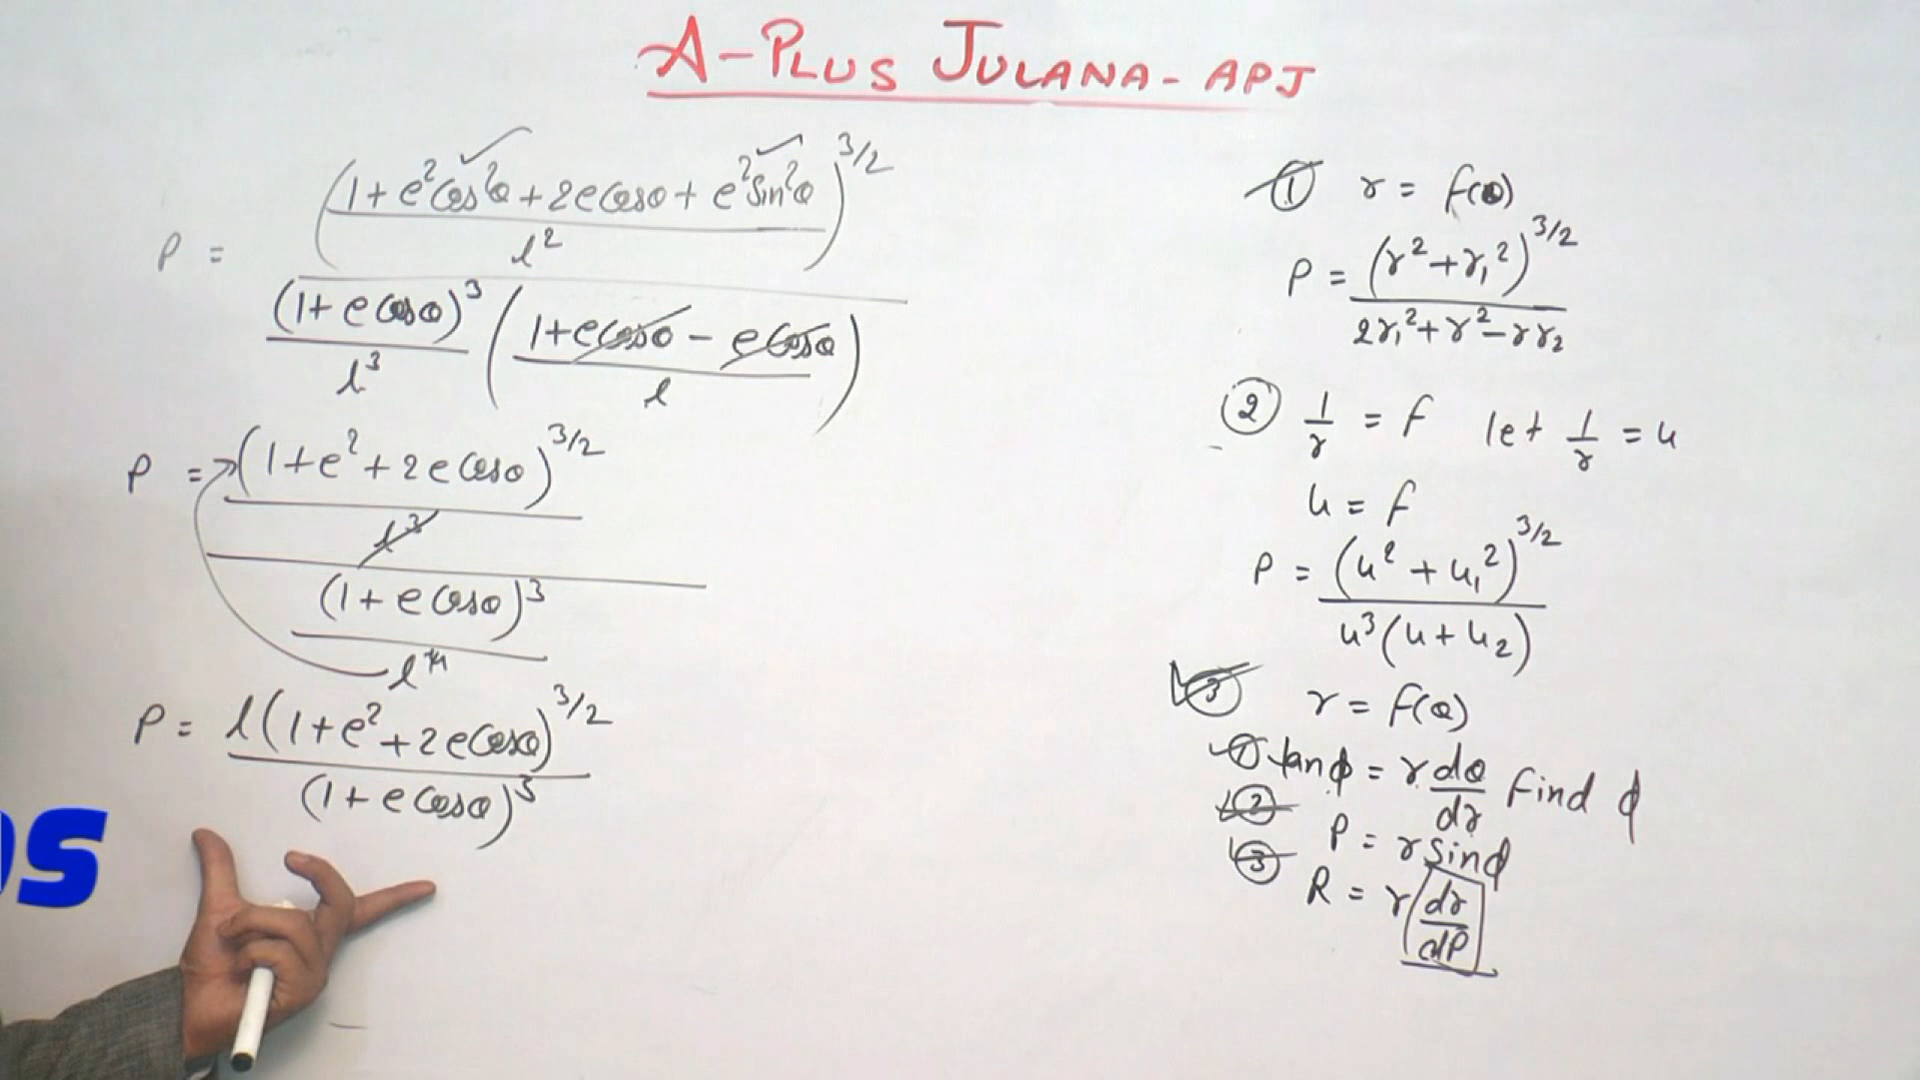 A-PLUS JULANA - APJ
ρ = ((1 + e²Cos²θ + 2eCosθ + e²Sin²θ) / l²)^3/2 / ((1 + eCosθ)³ / l³ ((1 + eCosθ - eCosθ) / l))
ρ = (1 + e² + 2eCosθ)^3/2 / l³ / ((1 + eCosθ)³ / l⁴)
ρ = l(1 + e² + 2eCosθ)^3/2 / (1 + eCosθ)³
① r = f(θ)
ρ = (r² + r₁²)^3/2 / (2r₁² + r² - r r₂)
② 1/r = f let 1/r = u
u = f
ρ = (u² + u₁²)^3/2 / (u³(u + u₂))
③ r = f(θ)
① tanϕ = r dθ/dr Find ϕ
② P = r Sinϕ
③ R = r dr/dP
os